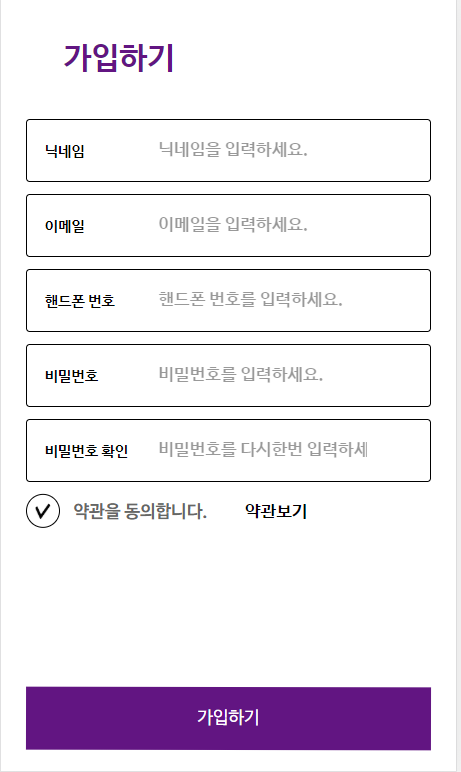 가입하기
닉네임 닉네임을 입력하세요.
이메일 이메일을 입력하세요.
핸드폰 번호 핸드폰 번호를 입력하세요.
비밀번호 비밀번호를 입력하세요.
비밀번호 확인 비밀번호를 다시한번 입력하세
약관을 동의합니다. 약관보기
가입하기